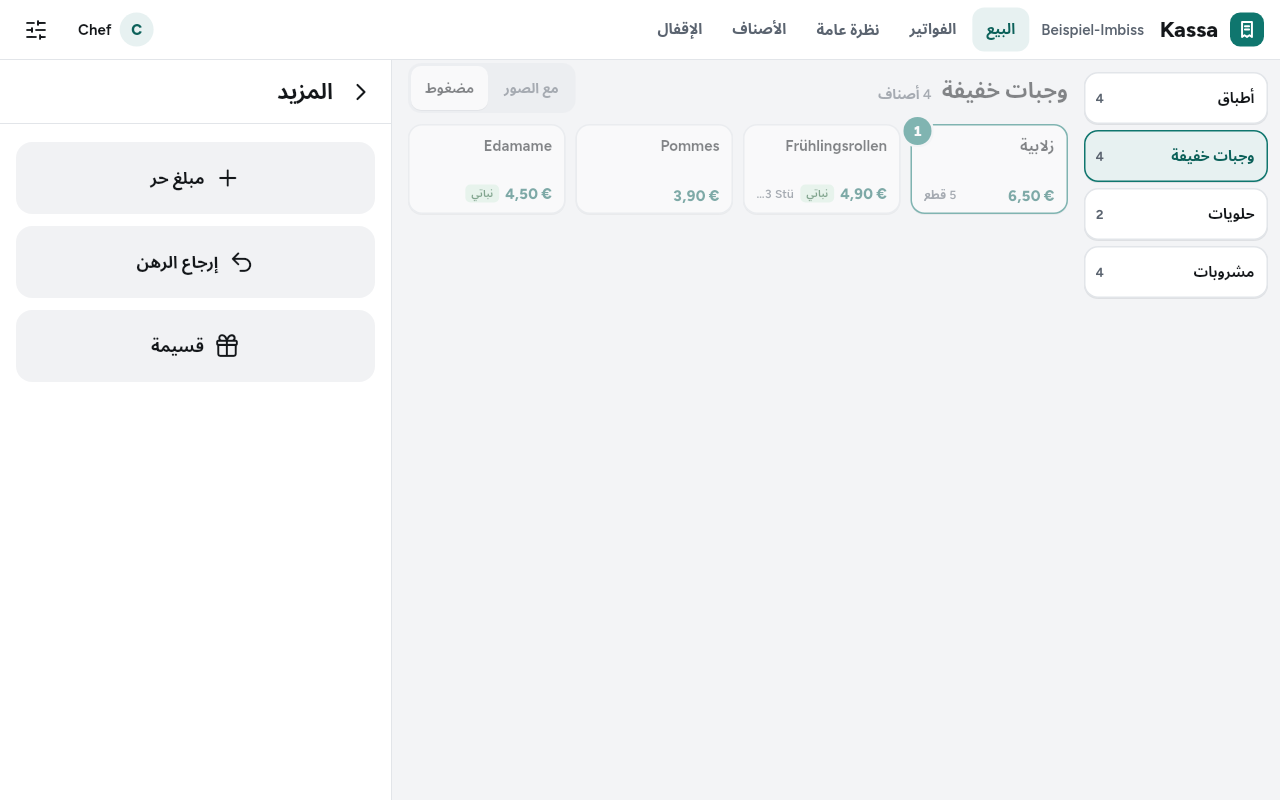 Kassa
Beispiel-Imbiss
البيع
الفواتير
نظرة عامة
الأصناف
الإقفال
C
Chef
أطباق
4
وجبات خفيفة
4
حلويات
2
مشروبات
4
وجبات خفيفة
4 أصناف
مع الصور
مضغوط
1
زلابية
6,50 €
5 قطع
Frühlingsrollen
4,90 €
نباتي
3 Stü…
Pommes
3,90 €
Edamame
4,50 €
نباتي
المزيد
مبلغ حر
إرجاع الرهن
قسيمة